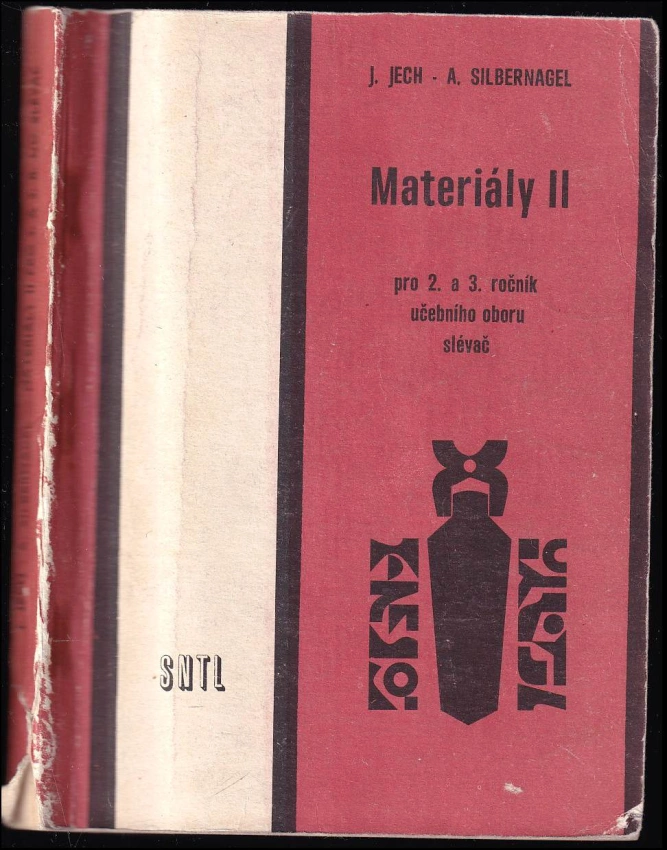 J. JECH - A. SILBERNAGEL
Materiály II
pro 2. a 3. ročník
učebního oboru
slévač
SNTL